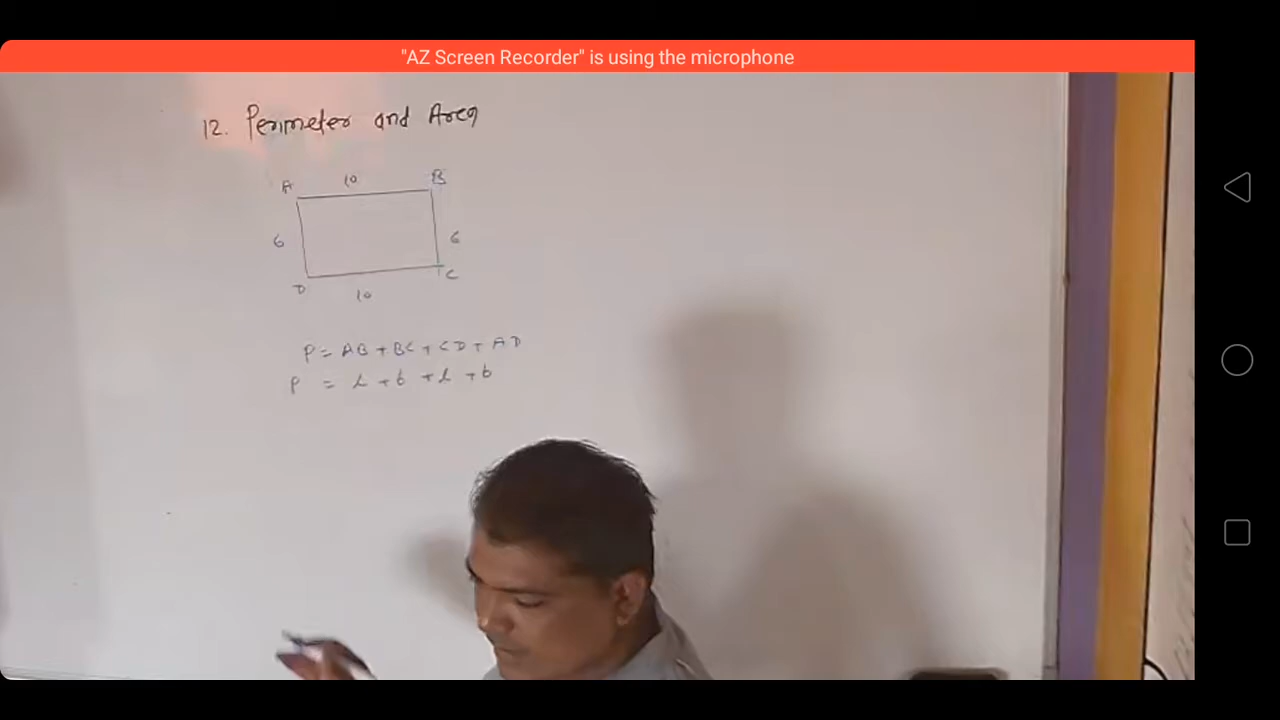 "AZ Screen Recorder" is using the microphone
12. Perimeter and Area
A 10 B
6 6
D 10 C
P = AB + BC + CD + AD
P = l + b + l + b